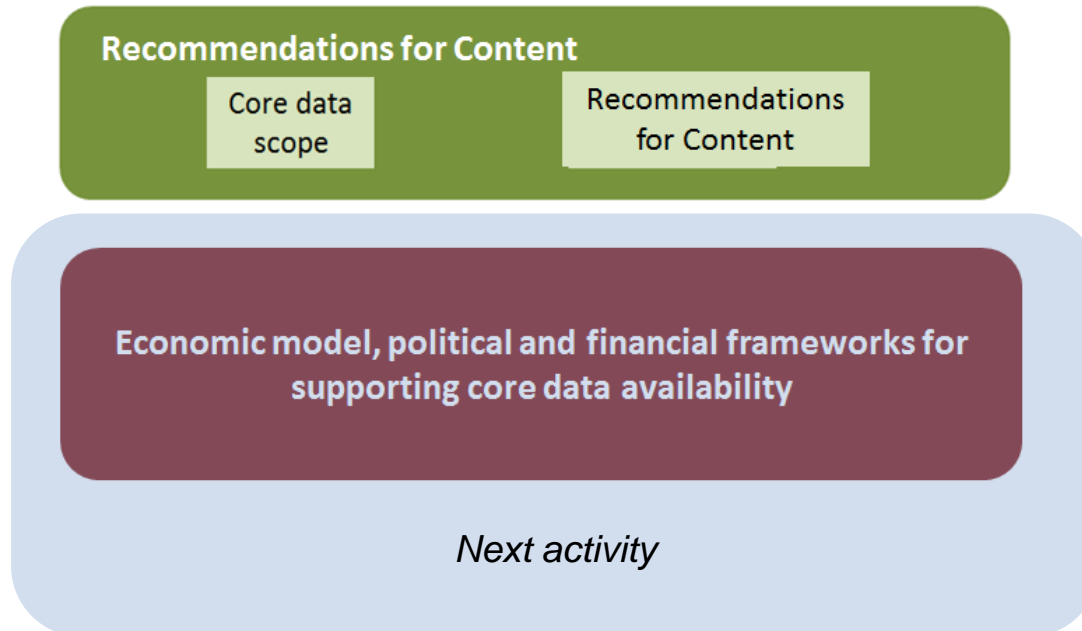 Recommendations for Content
Core data
scope
Recommendations
for Content
Economic model, political and financial frameworks for
supporting core data availability
Next activity